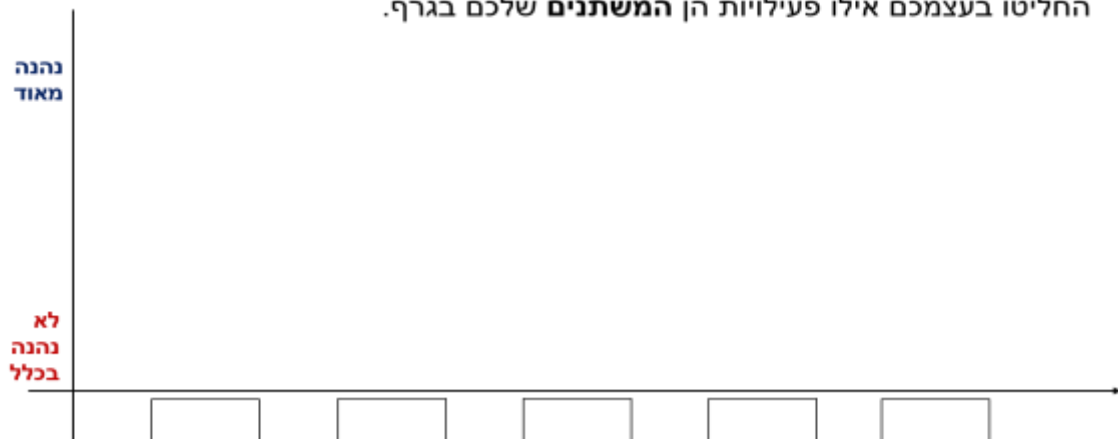 החליטו בעצמכם אילו פעילויות הן המשתנים שלכם בגרף.
נהנה
מאוד
לא
נהנה
בכלל